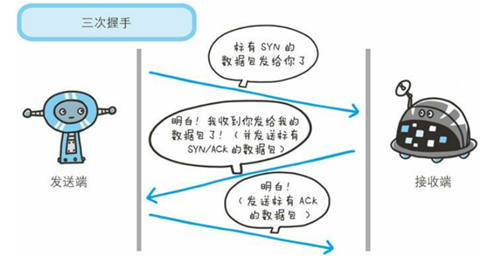 三次握手
标有 SYN 的
数据包发给你了
明白！我收到你发给我的
数据包了！（并发送标有
SYN/ACK 的数据包）
发送端
接收端
明白！
（发送标有 ACK
的数据包）